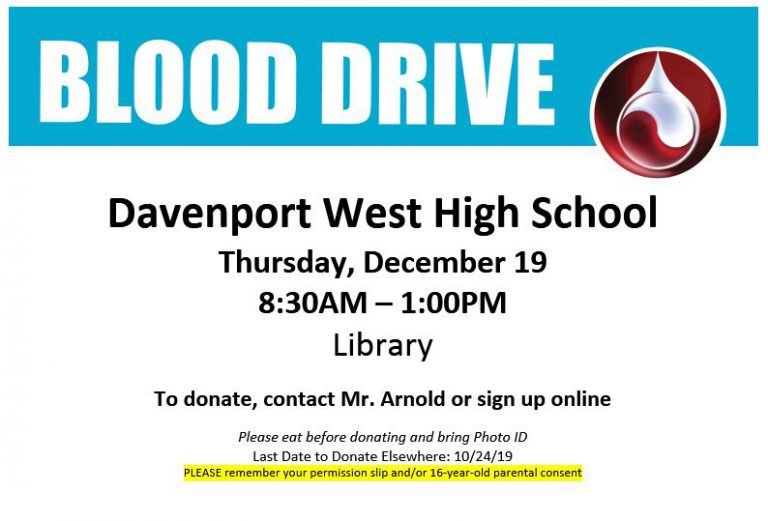 BLOOD DRIVE
Davenport West High School
Thursday, December 19
8:30AM – 1:00PM
Library
To donate, contact Mr. Arnold or sign up online
Please eat before donating and bring Photo ID
Last Date to Donate Elsewhere: 10/24/19
PLEASE remember your permission slip and/or 16-year-old parental consent